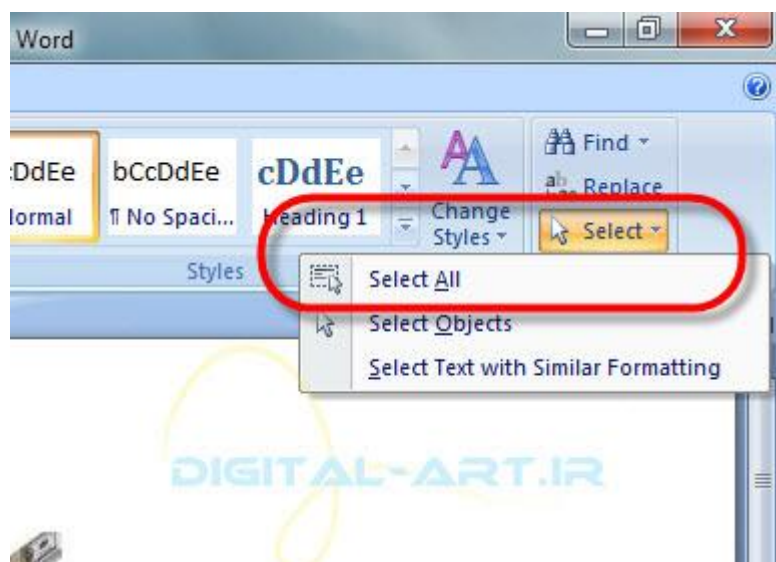 Word
Find
:DdEe bCcDdEe cDdEe
Replace
lormal ¶ No Spaci... Heading 1 Change Styles Select
Styles
Select All
Select Objects
Select Text with Similar Formatting
DIGITAL-ART.IR